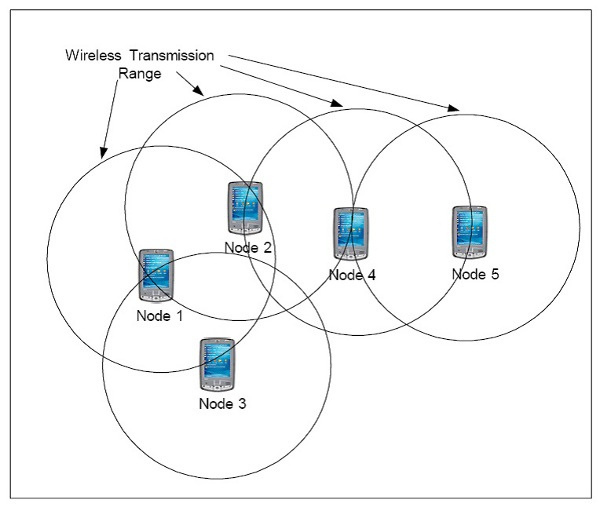 Wireless Transmission
Range
Node 2
Node 4
Node 5
Node 1
Node 3